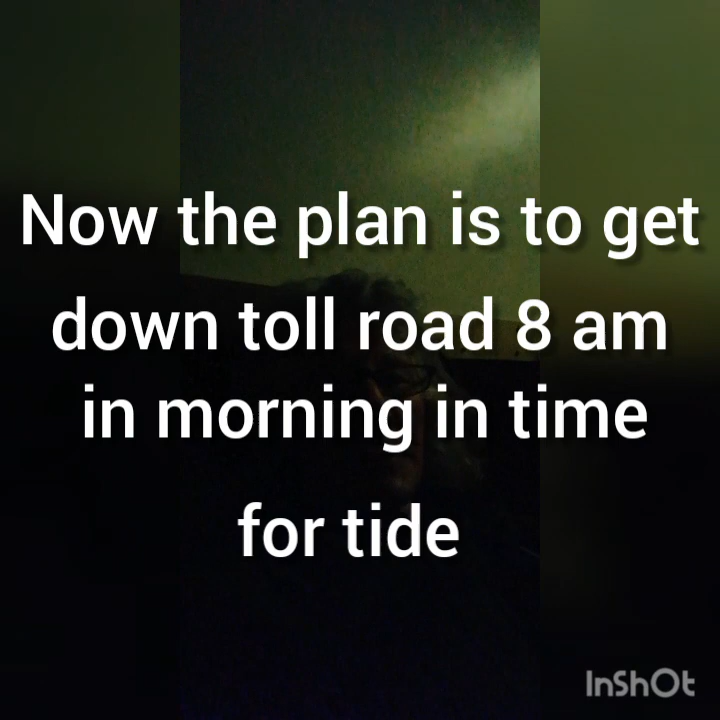 Now the plan is to get
down toll road 8 am
in morning in time
for tide
InShOt